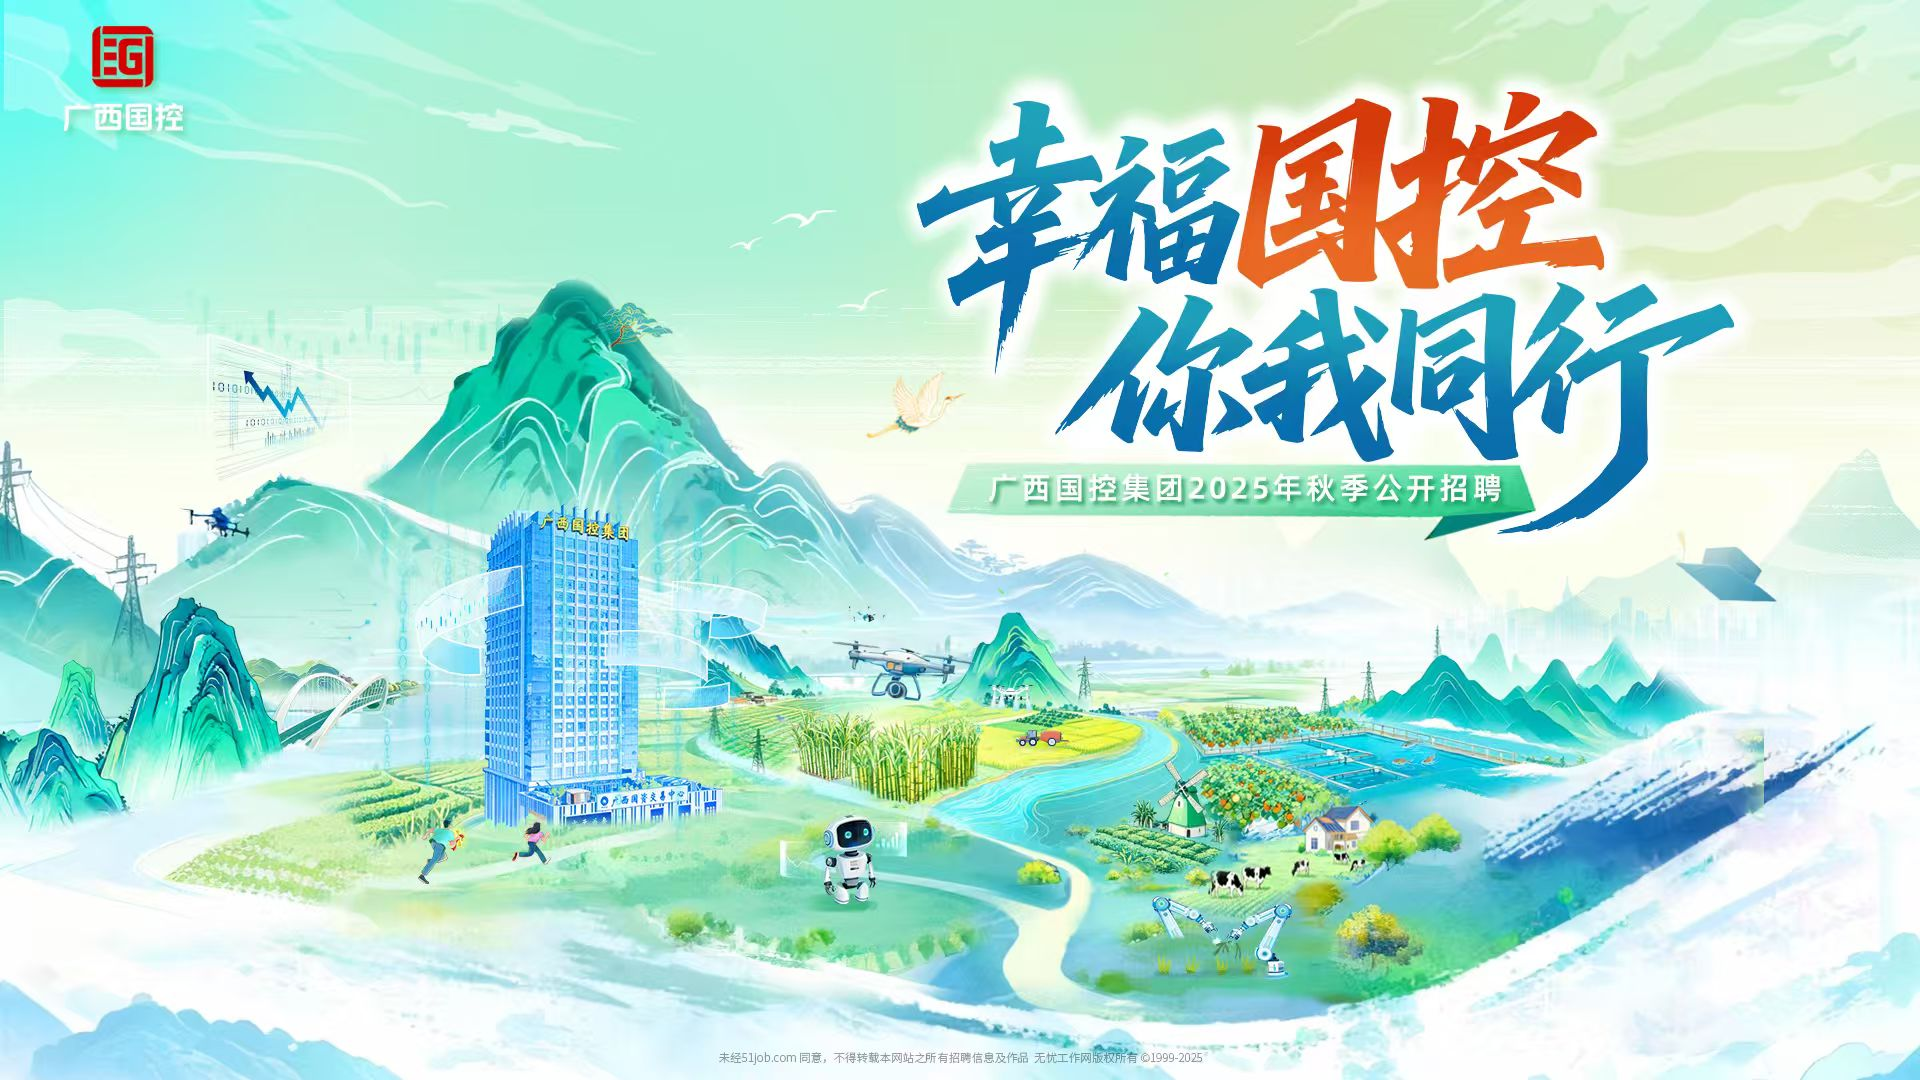 广西国控
幸福国控
你我同行
广西国控集团2025年秋季公开招聘
广西国控集团
广西国资交易中心
未经51job.com 同意，不得转载本网站之所有招聘信息及作品 无忧工作网版权所有 ©1999-2025